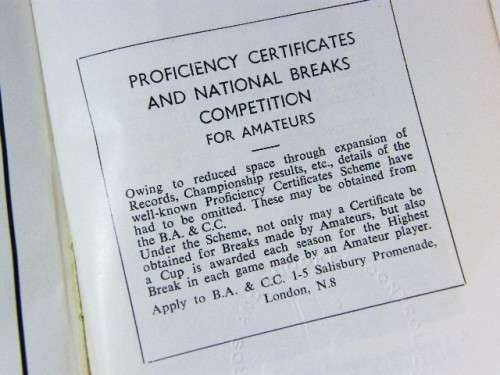 PROFICIENCY CERTIFICATES
AND NATIONAL BREAKS
COMPETITION
FOR AMATEURS
Owing to reduced space through expansion of
Records, Championship results, etc., details of the
well-known Proficiency Certificates Scheme have
had to be omitted. These may be obtained from
the B.A. & C.C.
Under the Scheme, not only may a Certificate be
obtained for Breaks made by Amateurs, but also
a Cup is awarded each season for the Highest
Break in each game made by an Amateur player.
Apply to B.A. & C.C. 1-5 Salisbury Promenade,
London, N.8